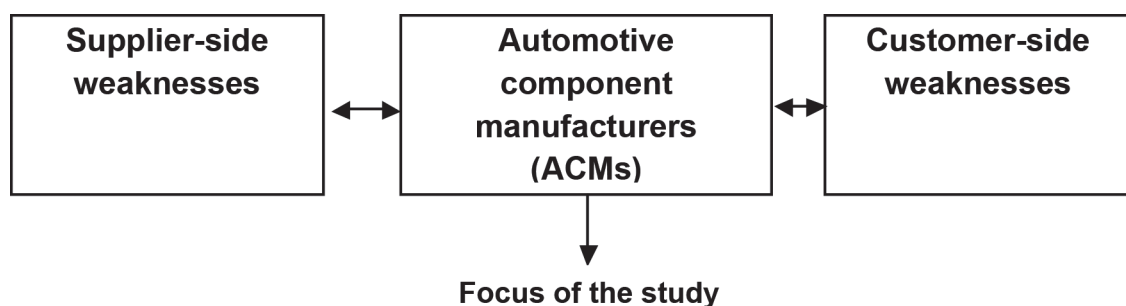 Supplier-side
weaknesses
Automotive
component
manufacturers
(ACMs)
Customer-side
weaknesses
Focus of the study